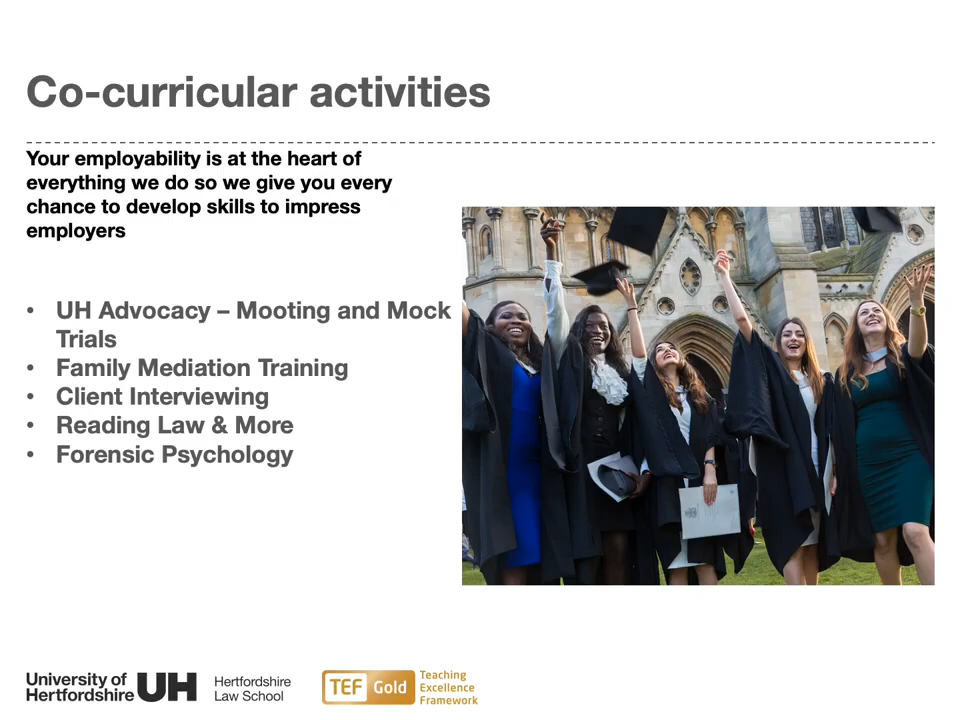 Co-curricular activities
Your employability is at the heart of
everything we do so we give you every
chance to develop skills to impress
employers
• UH Advocacy – Mooting and Mock
Trials
• Family Mediation Training
• Client Interviewing
• Reading Law & More
• Forensic Psychology
University of
Hertfordshire UH
Hertfordshire
Law School
TEF Gold
Teaching
Excellence
Framework